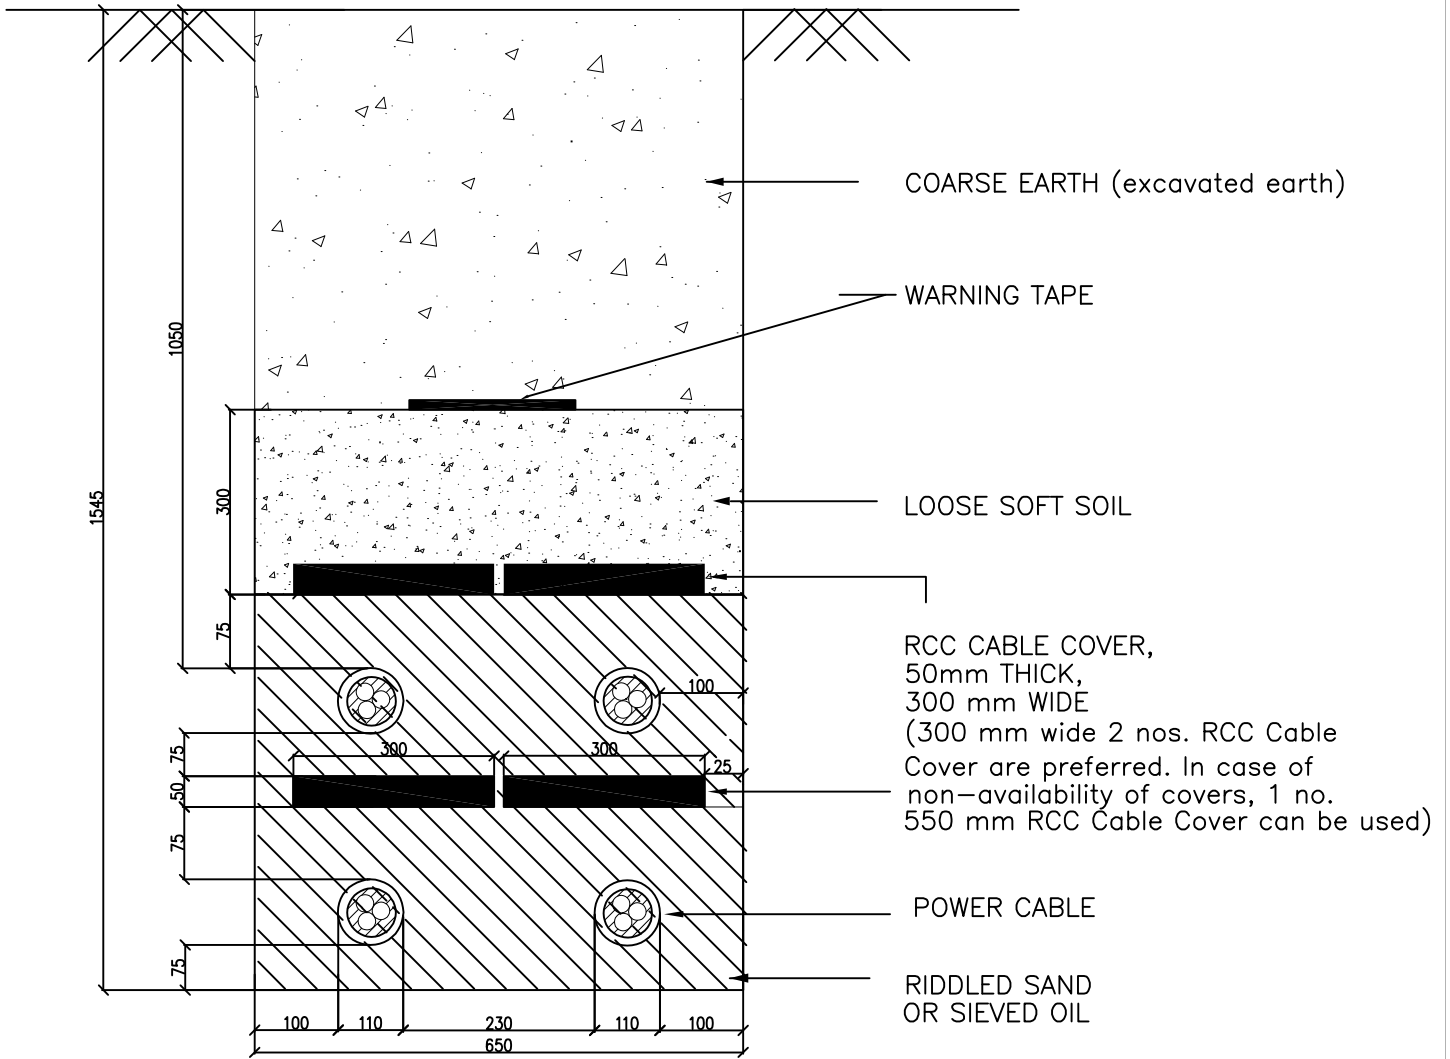 COARSE EARTH (excavated earth)
WARNING TAPE
1050
300
1545
LOOSE SOFT SOIL
75
RCC CABLE COVER,
50mm THICK,
300 mm WIDE
(300 mm wide 2 nos. RCC Cable
Cover are preferred. In case of
non-availability of covers, 1 no.
550 mm RCC Cable Cover can be used)
100
75
300
300
25
50
75
POWER CABLE
75
RIDDLED SAND
OR SIEVED OIL
100 110 230 110 100
650